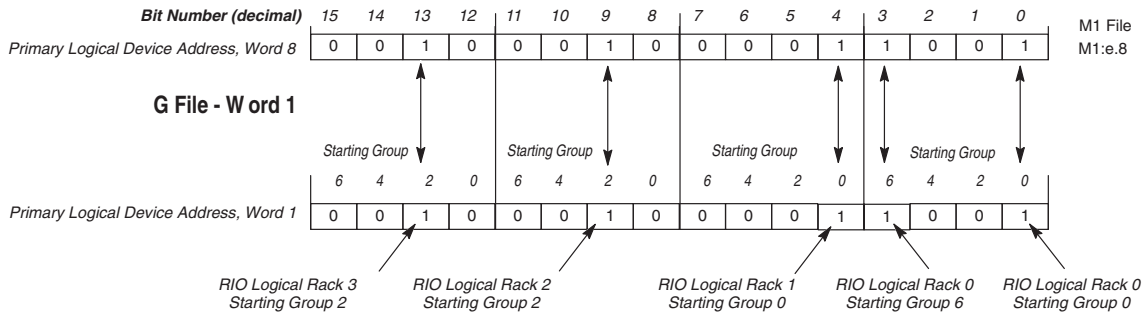 Bit Number (decimal) 15 14 13 12 11 10 9 8 7 6 5 4 3 2 1 0
M1 File
Primary Logical Device Address, Word 8 0 0 1 0 0 0 1 0 0 0 0 1 1 0 0 1 M1:e.8
G File - W ord 1
Starting Group Starting Group Starting Group Starting Group
6 4 2 0 6 4 2 0 6 4 2 0 6 4 2 0
Primary Logical Device Address, Word 1 0 0 1 0 0 0 1 0 0 0 0 1 1 0 0 1
RIO Logical Rack 3 RIO Logical Rack 2 RIO Logical Rack 1 RIO Logical Rack 0 RIO Logical Rack 0
Starting Group 2 Starting Group 2 Starting Group 0 Starting Group 6 Starting Group 0